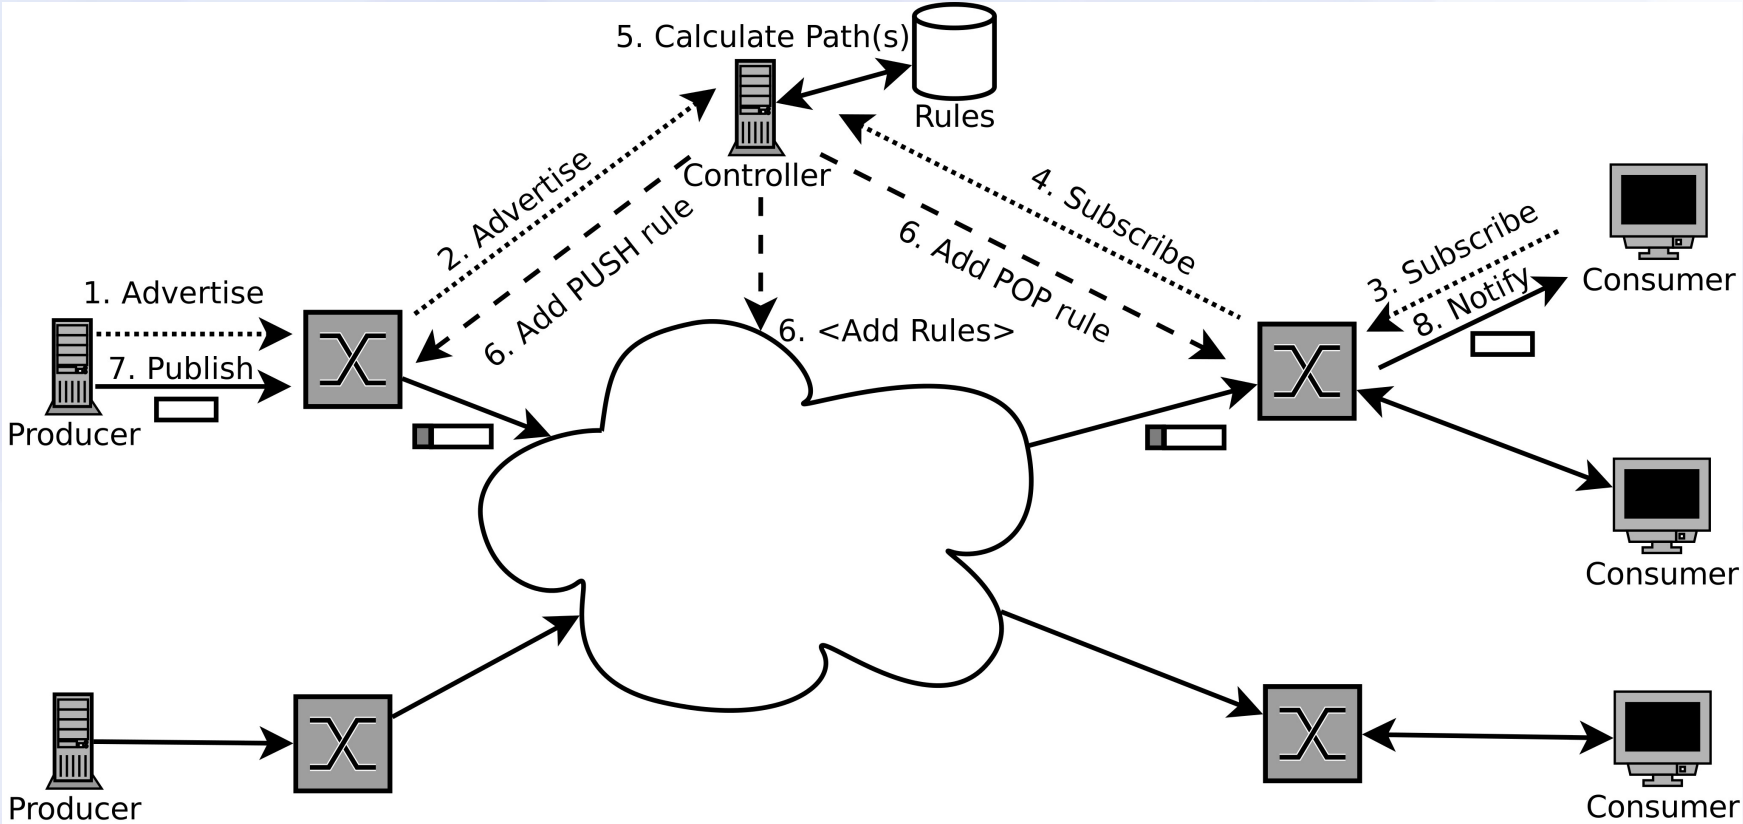 5. Calculate Path(s)
Rules
Controller
2. Advertise
4. Subscribe
6. Add PUSH rule
6. Add POP rule
3. Subscribe
8. Notify
Consumer
1. Advertise
6. <Add Rules>
7. Publish
Producer
Consumer
Producer
Consumer